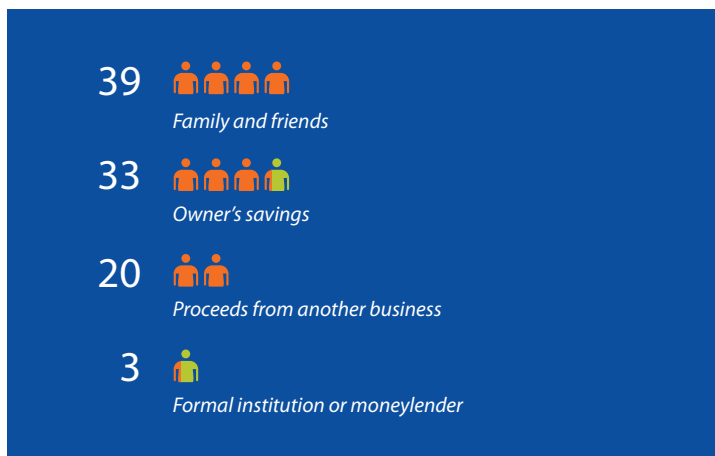 39
Family and friends
33
Owner’s savings
20
Proceeds from another business
3
Formal institution or moneylender